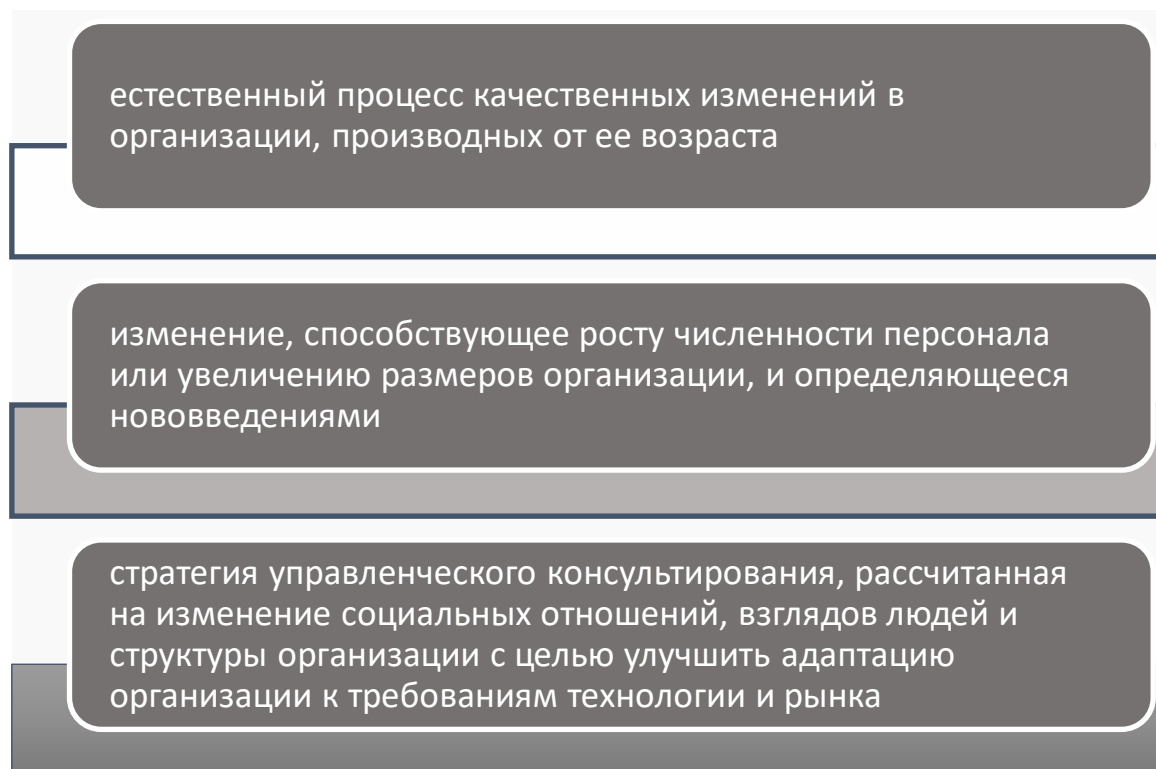 естественный процесс качественных изменений в
организации, производных от ее возраста
изменение, способствующее росту численности персонала
или увеличению размеров организации, и определяющееся
нововведениями
стратегия управленческого консультирования, рассчитанная
на изменение социальных отношений, взглядов людей и
структуры организации с целью улучшить адаптацию
организации к требованиям технологии и рынка